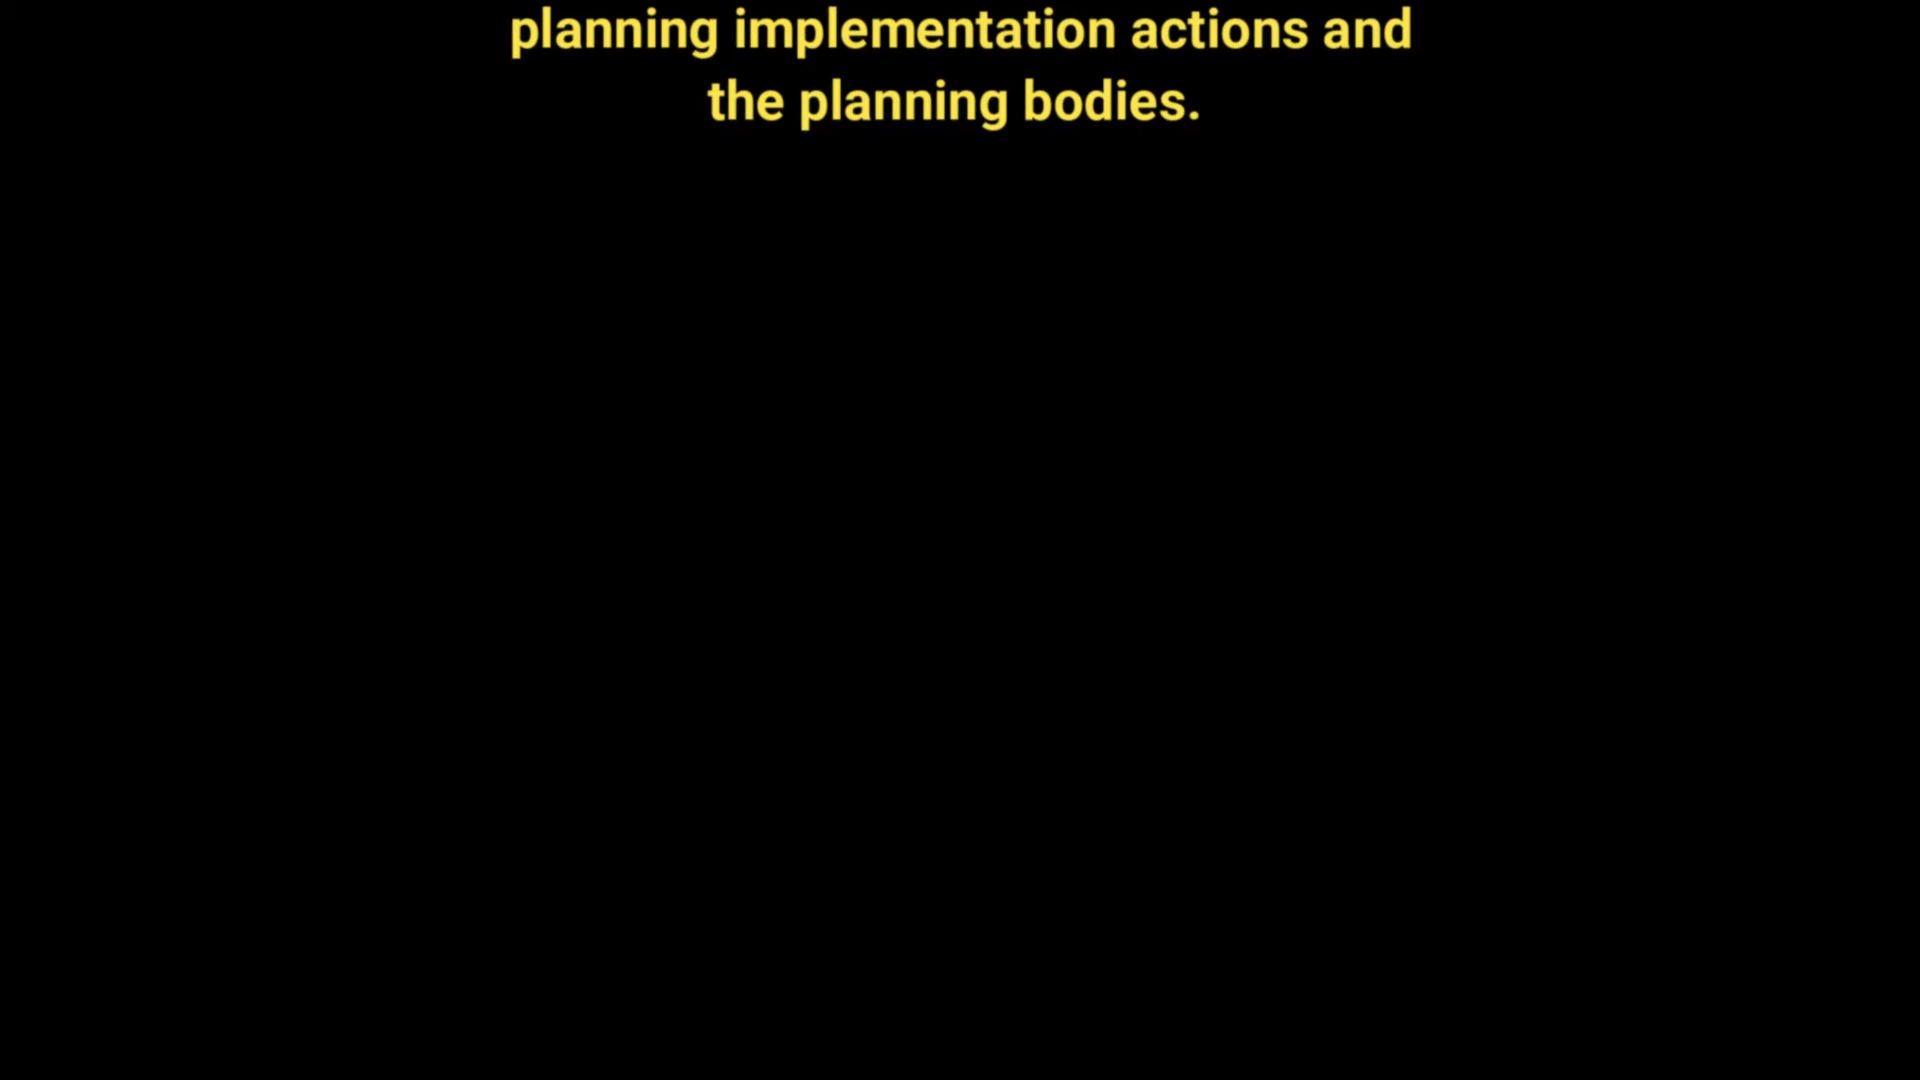 planning implementation actions and
the planning bodies.